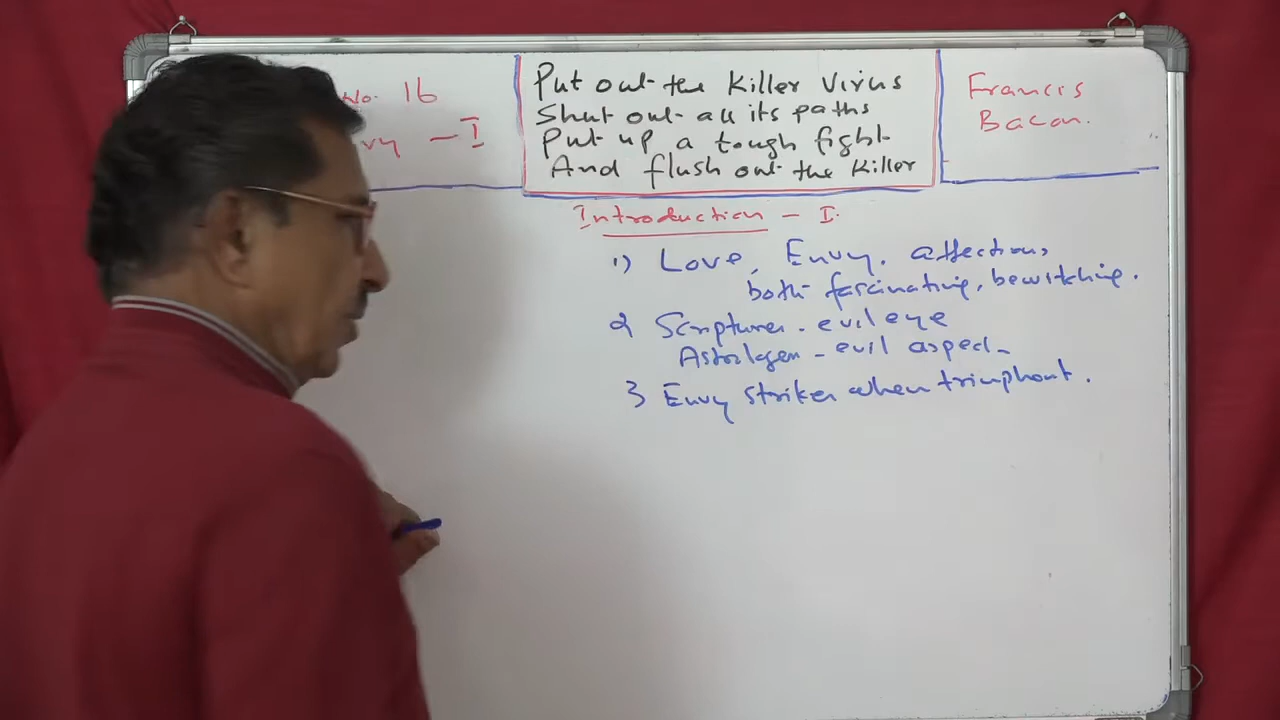 No. 16
vy - I
Put out the Killer Virus
Shut out all its paths
Put up a tough fight
And flush out the Killer
Francis
Bacon.
Introduction - I.
1) Love, Envy. affections,
both fascinating, bewitching.
2 Scriptures. evil eye
Astrologers - evil aspect
3 Envy strikes when triumphant.